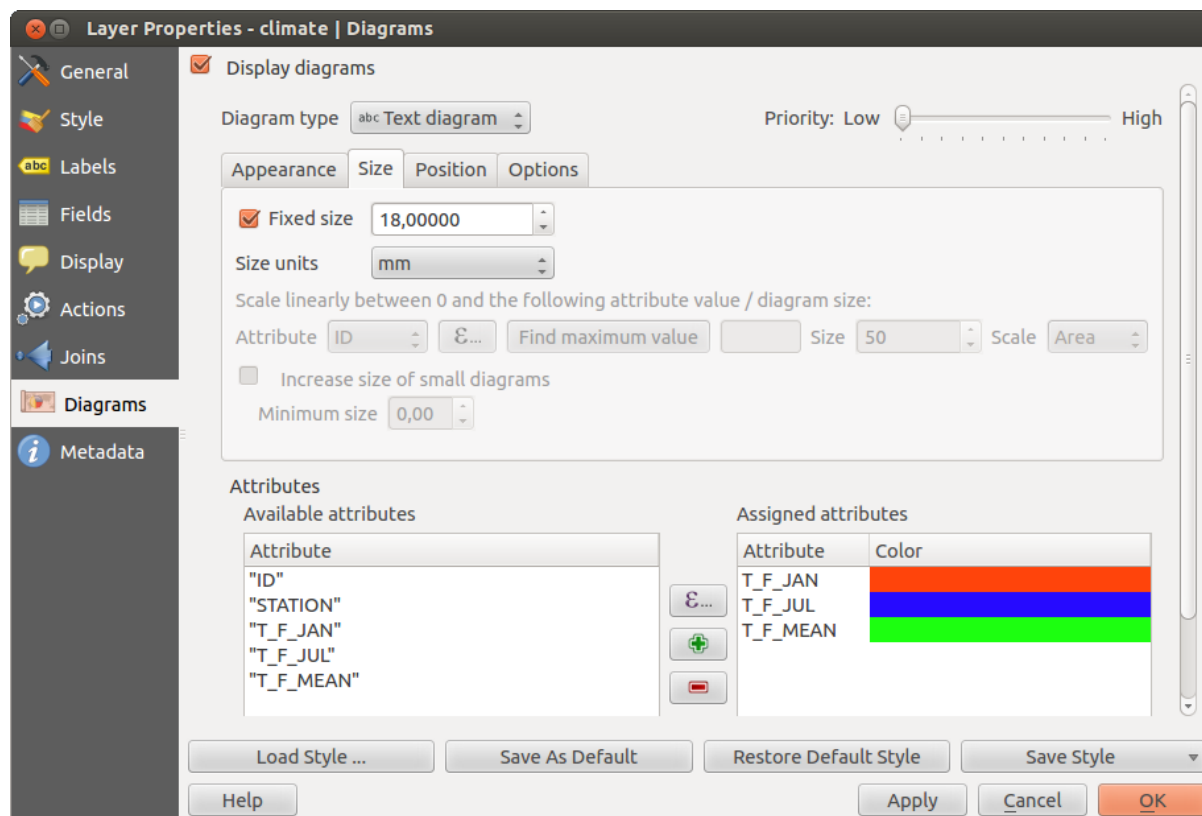 Layer Properties - climate | Diagrams
General
Style
abc Labels
Fields
Display
Actions
Joins
Diagrams
i Metadata
Display diagrams
Diagram type abc Text diagram Priority: Low High
Appearance Size Position Options
Fixed size 18,00000
Size units mm
Scale linearly between 0 and the following attribute value / diagram size:
Attribute ID ε... Find maximum value Size 50 Scale Area
Increase size of small diagrams
Minimum size 0,00
Attributes
Available attributes
Attribute
"ID"
"STATION"
"T_F_JAN"
"T_F_JUL"
"T_F_MEAN"
ε...
Assigned attributes
Attribute Color
T_F_JAN
T_F_JUL
T_F_MEAN
Load Style ... Save As Default Restore Default Style Save Style
Help Apply Cancel OK